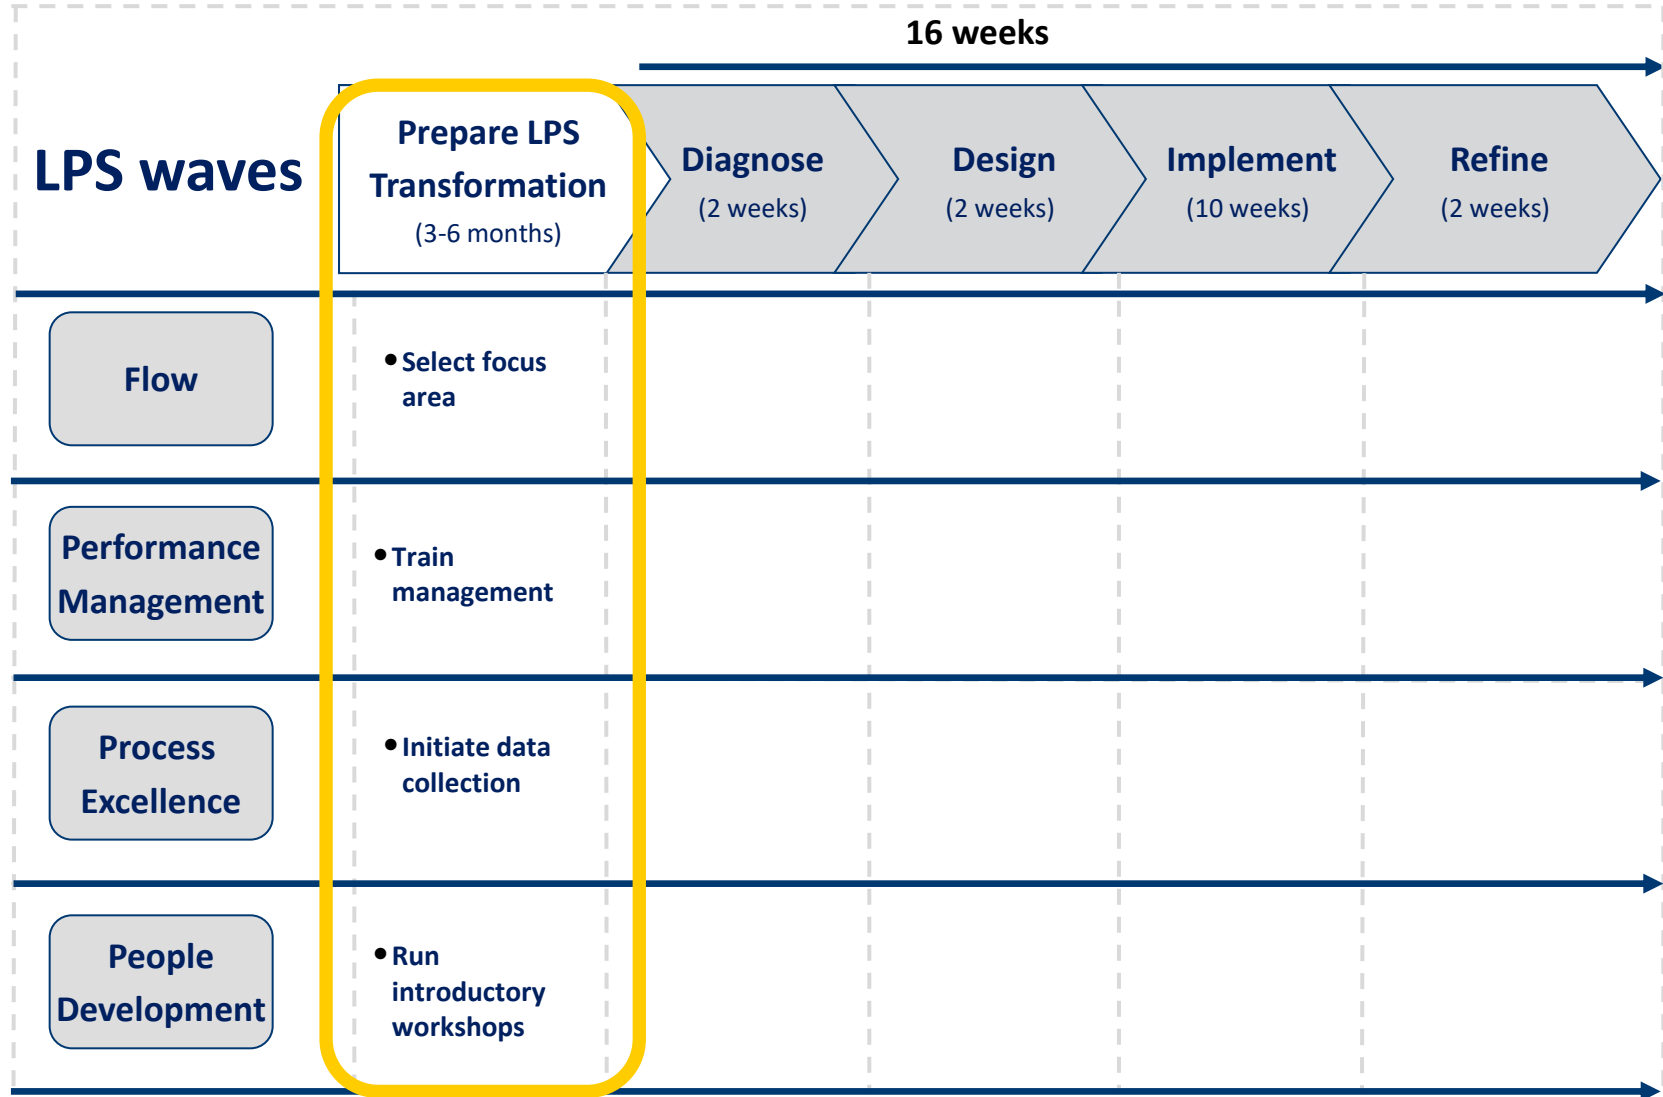 16 weeks
LPS waves
Prepare LPS
Transformation
(3-6 months)
Diagnose
(2 weeks)
Design
(2 weeks)
Implement
(10 weeks)
Refine
(2 weeks)
Flow
• Select focus
area
Performance
Management
• Train
management
Process
Excellence
• Initiate data
collection
People
Development
• Run
introductory
workshops